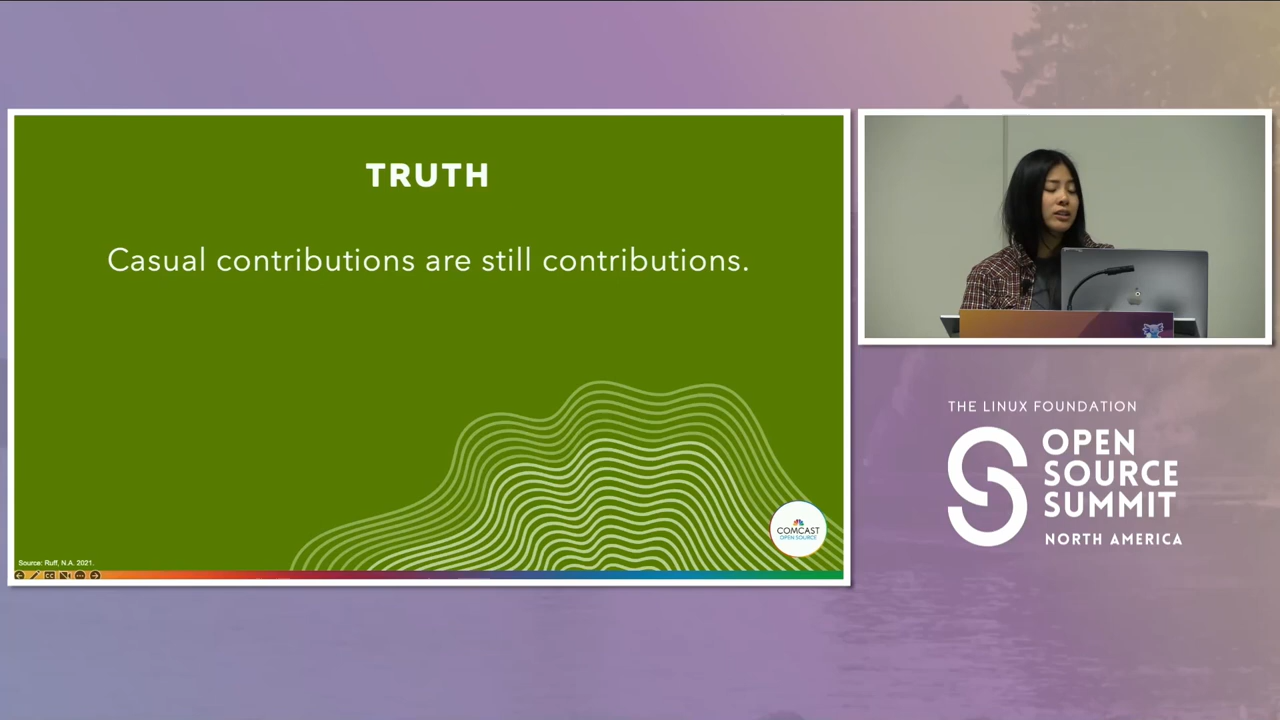 TRUTH
Casual contributions are still contributions.
COMCAST
OPEN SOURCE
Source: Ruff, N.A. 2021.
THE LINUX FOUNDATION
OPEN
SOURCE
SUMMIT
NORTH AMERICA